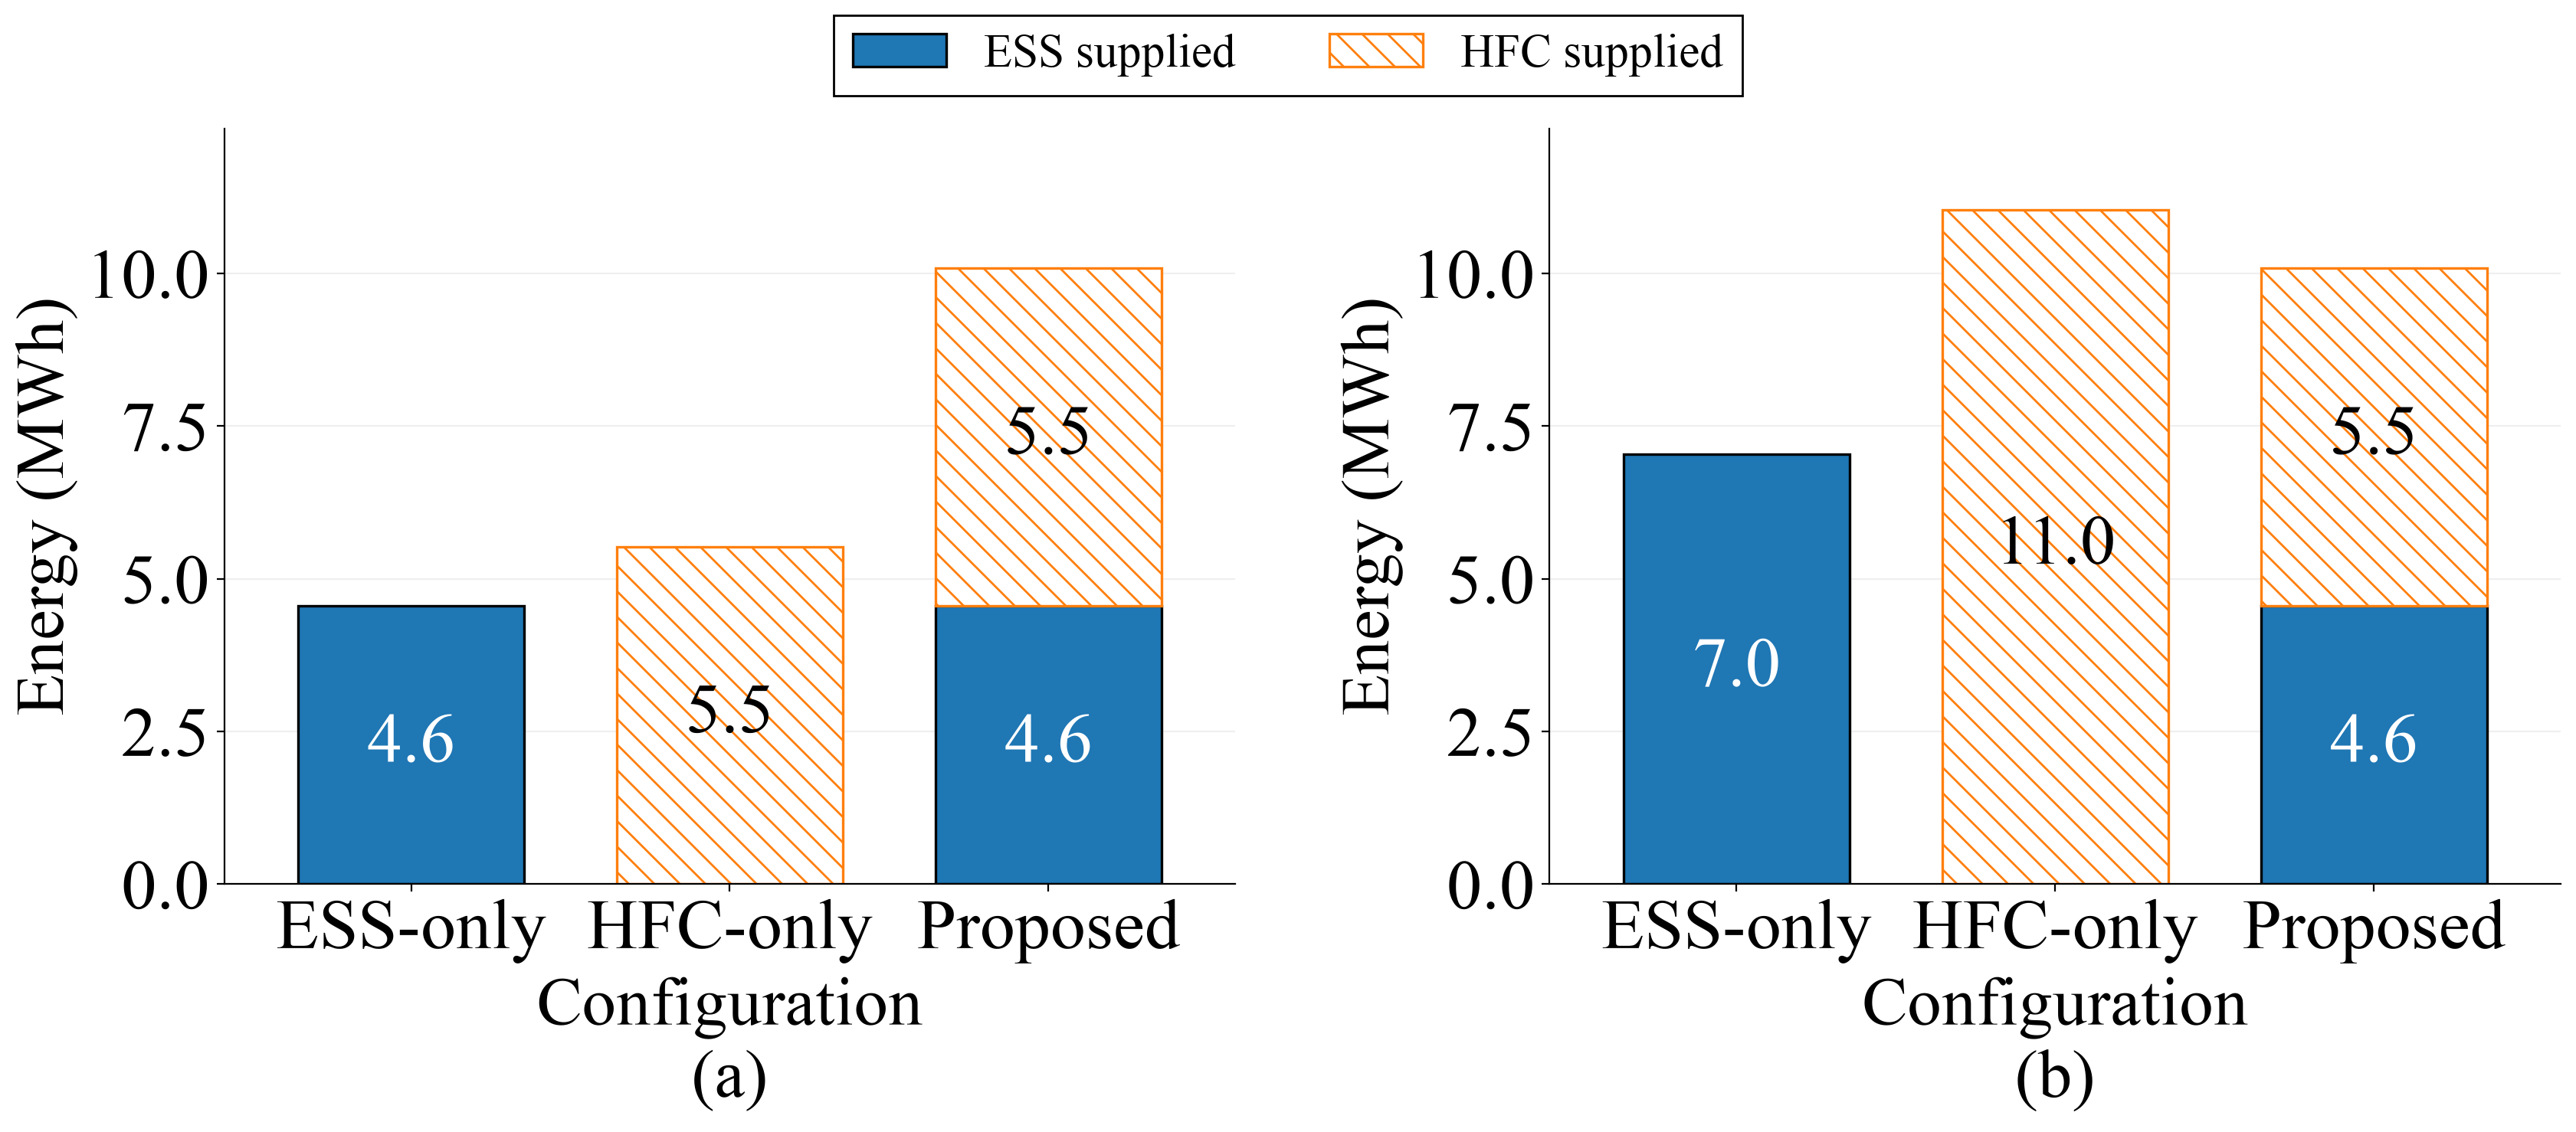 ESS supplied HFC supplied
Energy (MWh)
10.0
7.5
5.0
2.5
0.0
4.6
5.5
5.5
4.6
ESS-only HFC-only Proposed
Configuration
(a)
Energy (MWh)
10.0
7.5
5.0
2.5
0.0
7.0
11.0
5.5
4.6
ESS-only HFC-only Proposed
Configuration
(b)